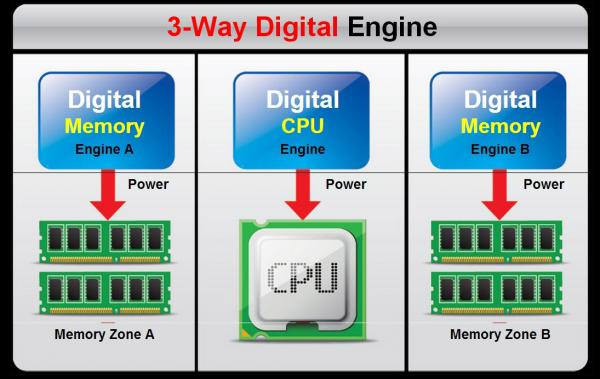 3-Way Digital Engine
Digital
Memory
Engine A
Power
Memory Zone A
Digital
CPU
Engine
Power
CPU
Digital
Memory
Engine B
Power
Memory Zone B